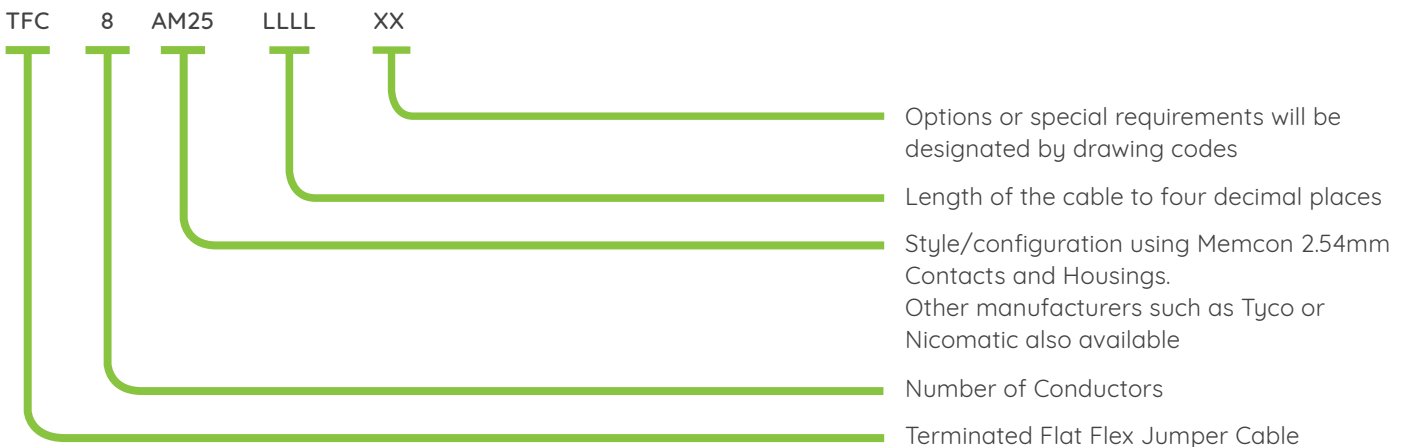 TFC 8 AM25 LLLL XX
Options or special requirements will be
designated by drawing codes
Length of the cable to four decimal places
Style/configuration using Memcon 2.54mm
Contacts and Housings.
Other manufacturers such as Tyco or
Nicomatic also available
Number of Conductors
Terminated Flat Flex Jumper Cable